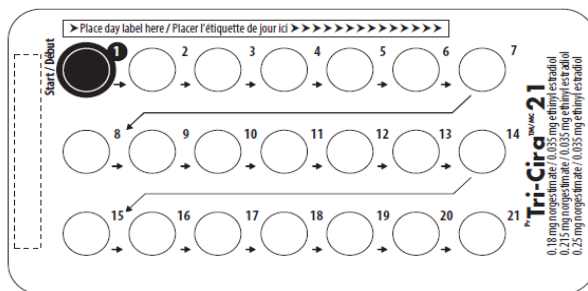 ➤Place day label here / Placer l'étiquette de jour ici ➤➤➤➤➤➤➤➤➤➤➤➤➤➤
Start / Début
1 2 3 4 5 6 7
8 9 10 11 12 13 14
15 16 17 18 19 20 21
Pr Tri-Cira TM/MC 21
0.18 mg norgestimate / 0.035 mg ethinyl estradiol
0.215 mg norgestimate / 0.035 mg ethinyl estradiol
0.25 mg norgestimate / 0.035 mg ethinyl estradiol